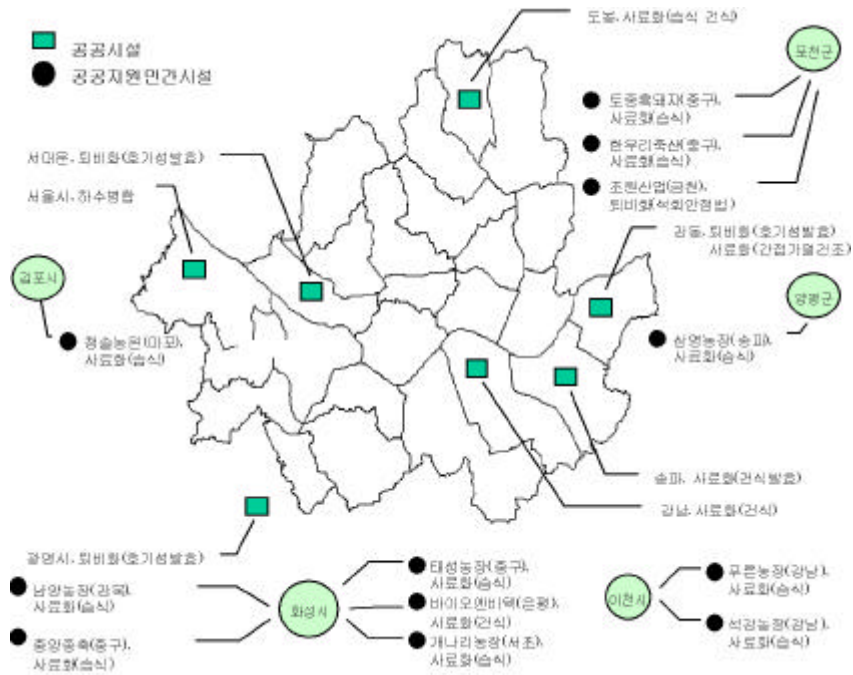 공공시설
공공지원민간시설
도봉. 사료화(습식 건식)
포천군
토종흑돼지(중구).
사료화(습식)
한우리축산(중구).
사료화(습식)
조원산업(금천).
퇴비화(석회안정법)
서대문. 퇴비화(호기성발효)
서울시. 하수병합
강동. 퇴비화(호기성발효)
사료화(간접가열건조)
김포시
양평군
청솔농원(마포).
사료화(습식)
삼영농장(송파).
사료화(습식)
송파. 사료화(건식발효)
강남. 사료화(건식)
광명시. 퇴비화(호기성발효)
남양농장(관악).
사료화(습식)
중앙종축(중구).
사료화(습식)
화성시
태성농장(중구).
사료화(습식)
바이오엔비텍(은평).
사료화(건식)
개나리농장(서초).
사료화(습식)
이천시
푸른농장(강남).
사료화(습식)
석강농장(강남).
사료화(습식)